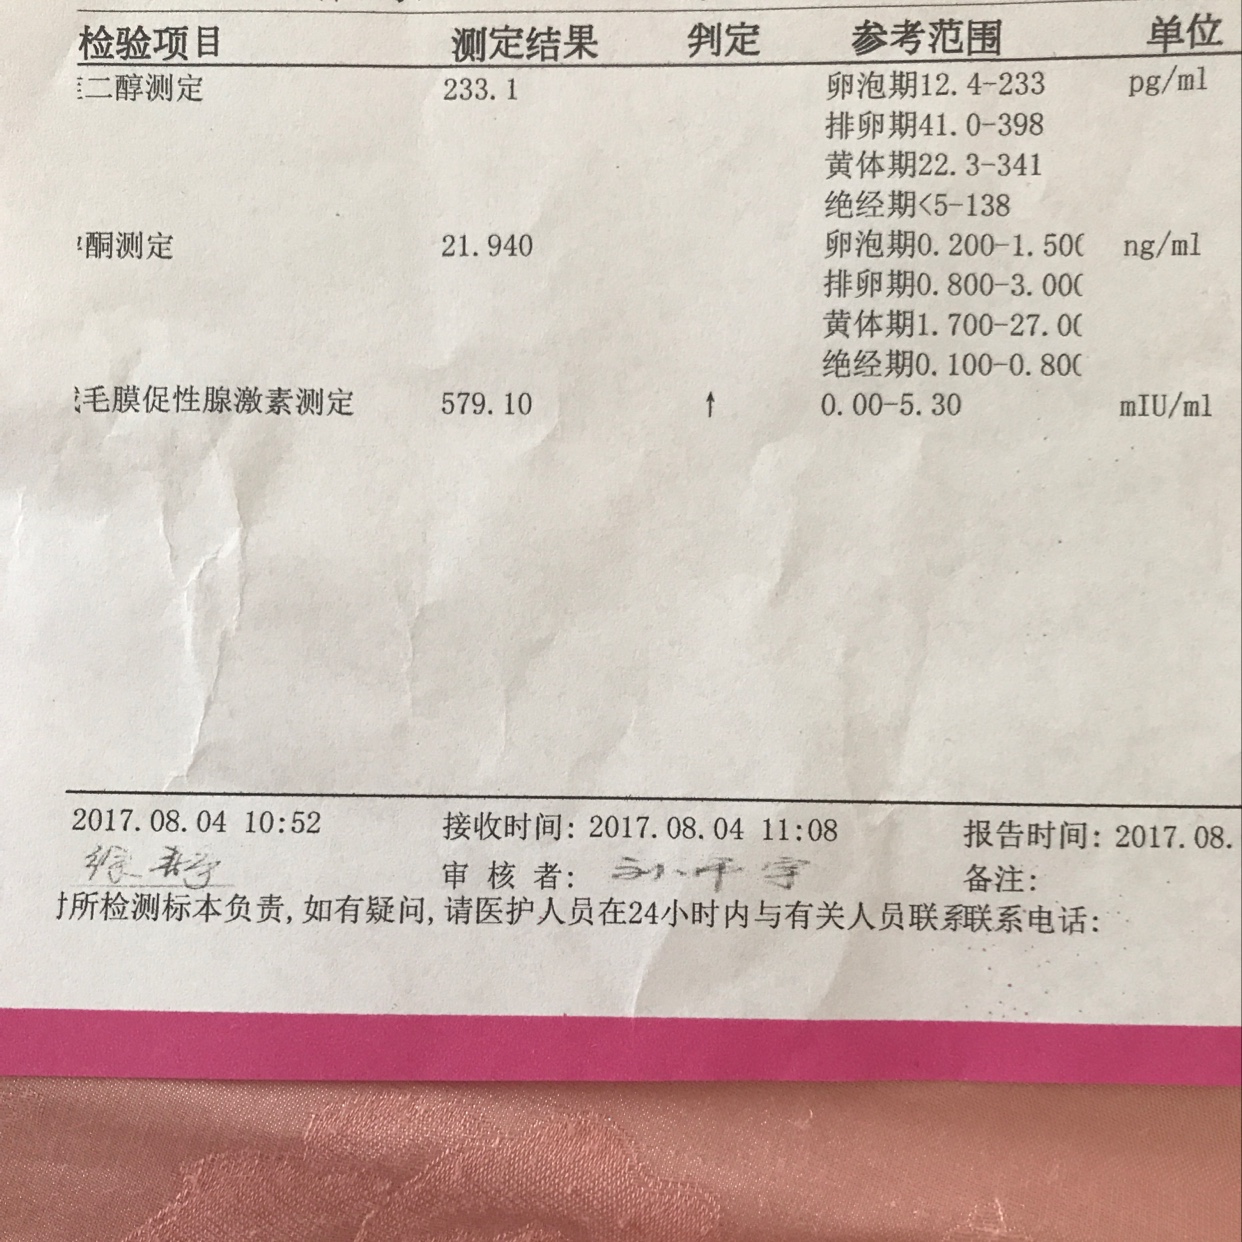 检验项目 测定结果 判定 参考范围 单位
二醇测定 233.1 卵泡期12.4-233 pg/ml
排卵期41.0-398
黄体期22.3-341
绝经期<5-138
酮测定 21.940 卵泡期0.200-1.50 ng/ml
排卵期0.800-3.00
黄体期1.700-27.0
绝经期0.100-0.80
毛膜促性腺激素测定 579.10 ↑ 0.00-5.30 mIU/ml
2017.08.04 10:52 接收时间: 2017.08.04 11:08 报告时间: 2017.08.
审 核 者: 备注:
所检测标本负责,如有疑问,请医护人员在24小时内与有关人员联系联系电话: